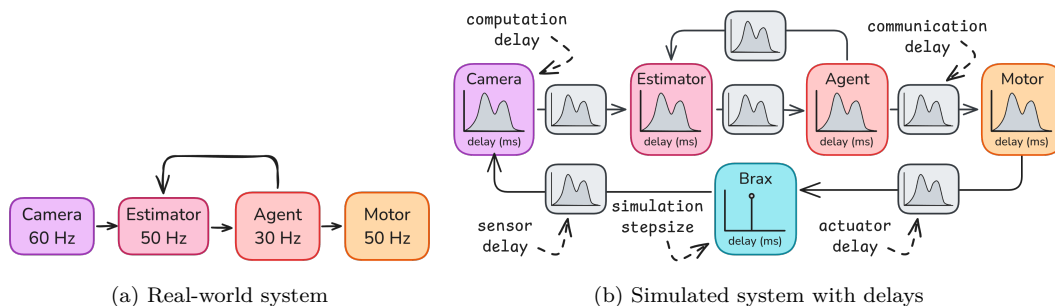 Camera
60 Hz
Estimator
50 Hz
Agent
30 Hz
Motor
50 Hz
(a) Real-world system
computation
delay
communication
delay
Camera
delay (ms)
Estimator
delay (ms)
Agent
delay (ms)
Motor
delay (ms)
sensor
delay
simulation
stepsize
Brax
delay (ms)
actuator
delay
(b) Simulated system with delays